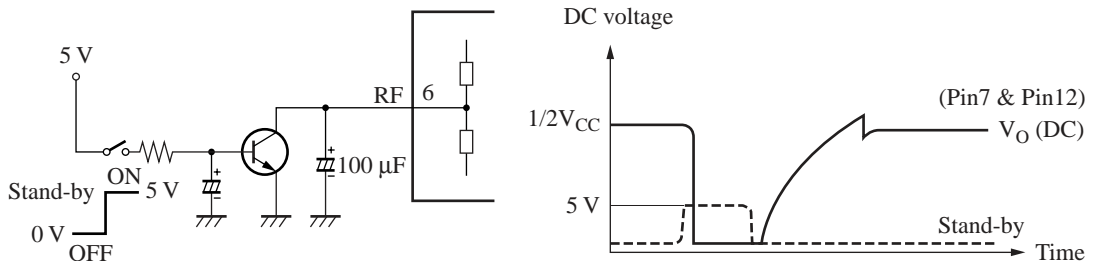 5 V
ON
Stand-by
5 V
0 V
OFF
RF
6
100 μF
DC voltage
1/2VCC
5 V
(Pin7 & Pin12)
VO (DC)
Stand-by
Time